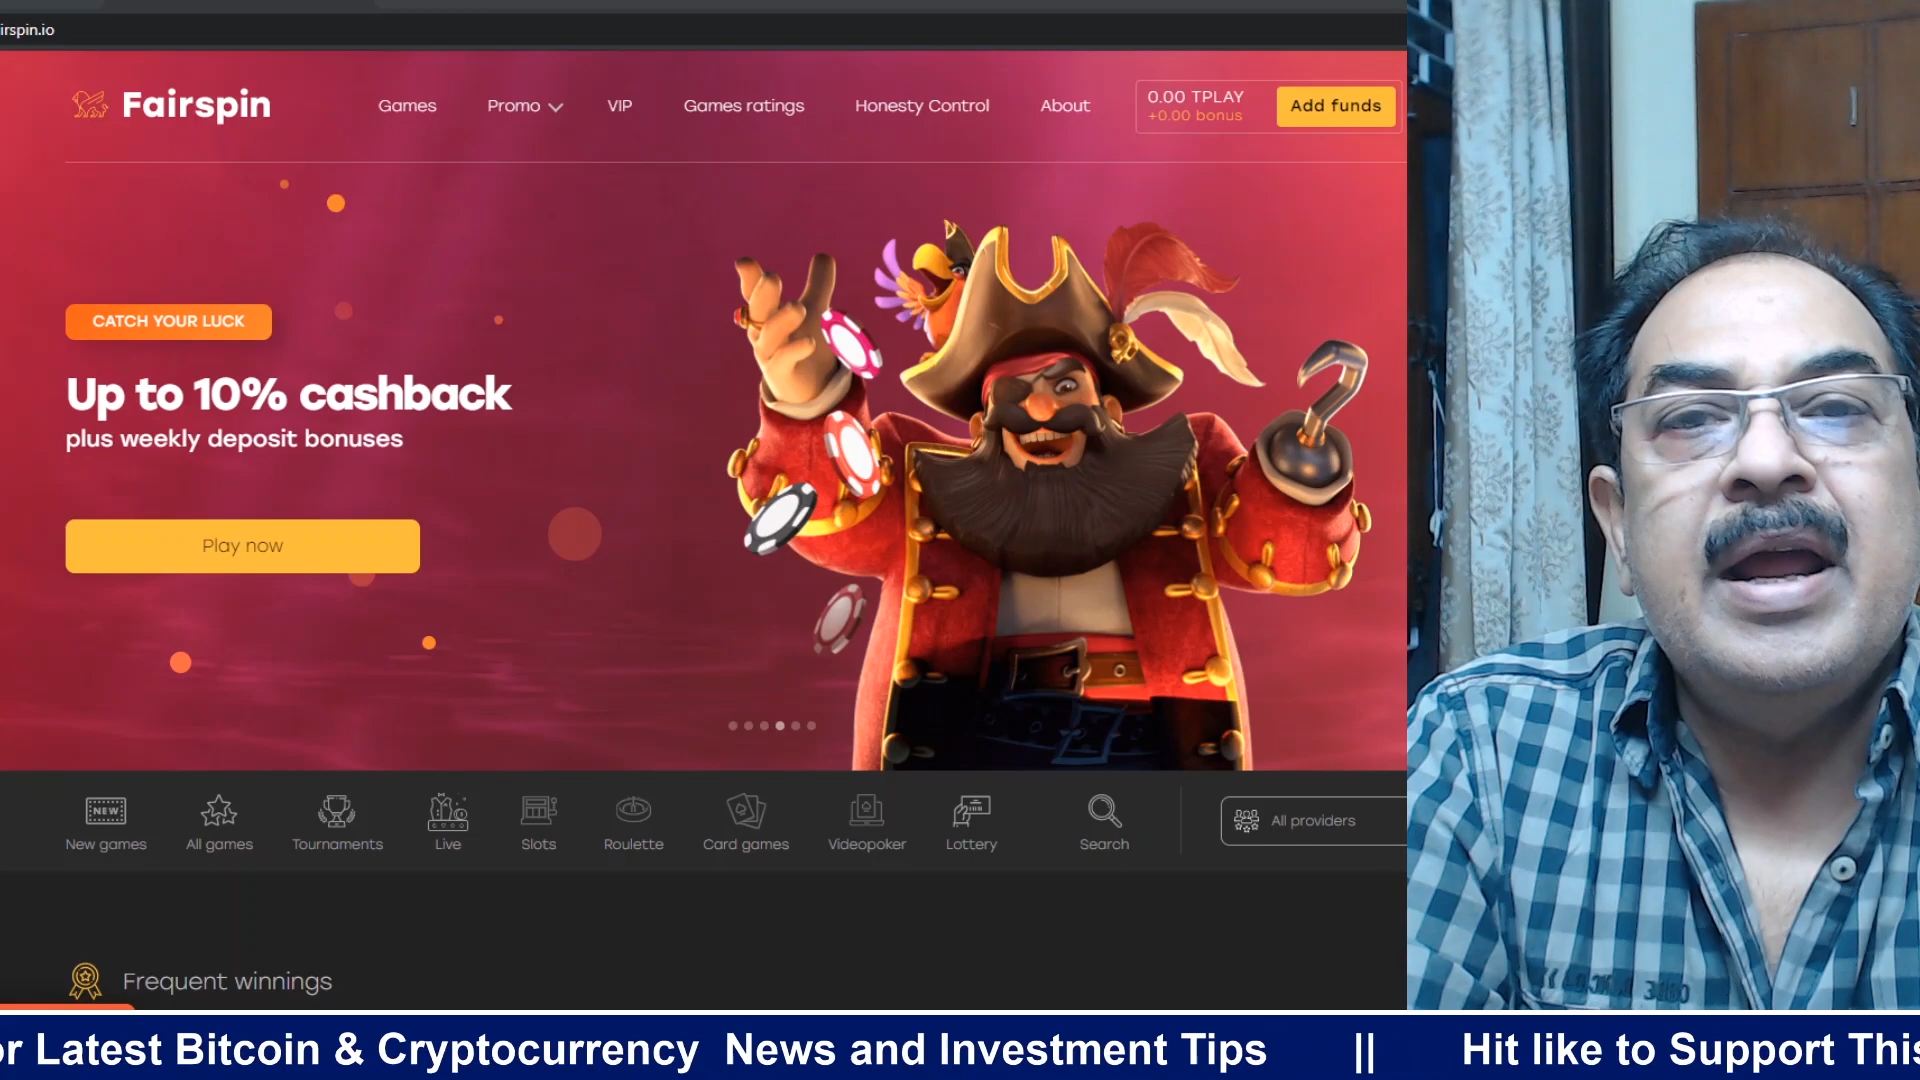 irspin.io
Fairspin
Games
Promo
VIP
Games ratings
Honesty Control
About
0.00 TPLAY
+0.00 bonus
Add funds
CATCH YOUR LUCK
Up to 10% cashback
plus weekly deposit bonuses
Play now
NEW
New games
All games
Tournaments
Live
Slots
Roulette
Card games
Videopoker
Lottery
Search
All providers
Frequent winnings
or Latest Bitcoin & Cryptocurrency News and Investment Tips || Hit like to Support This